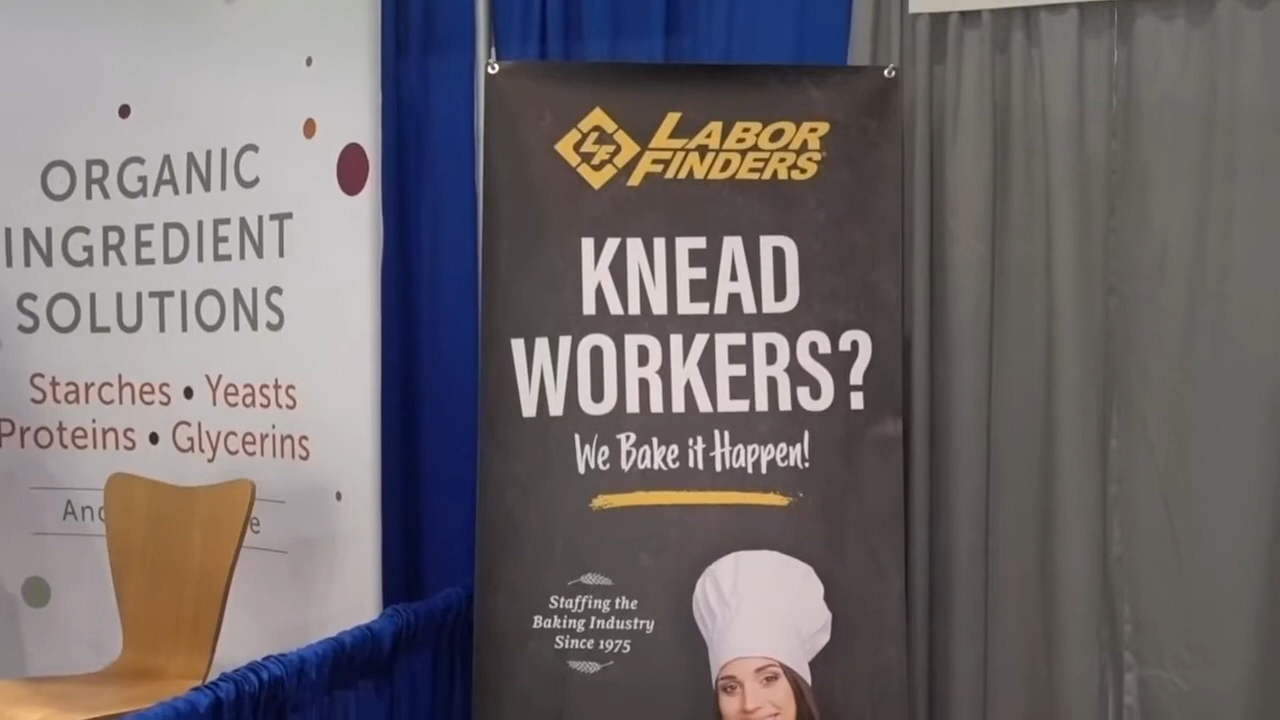 ORGANIC
INGREDIENT
SOLUTIONS
Starches • Yeasts
Proteins • Glycerins
LF
LABOR
FINDERS
KNEAD
WORKERS?
We Bake it Happen!
Staffing the
Baking Industry
Since 1975